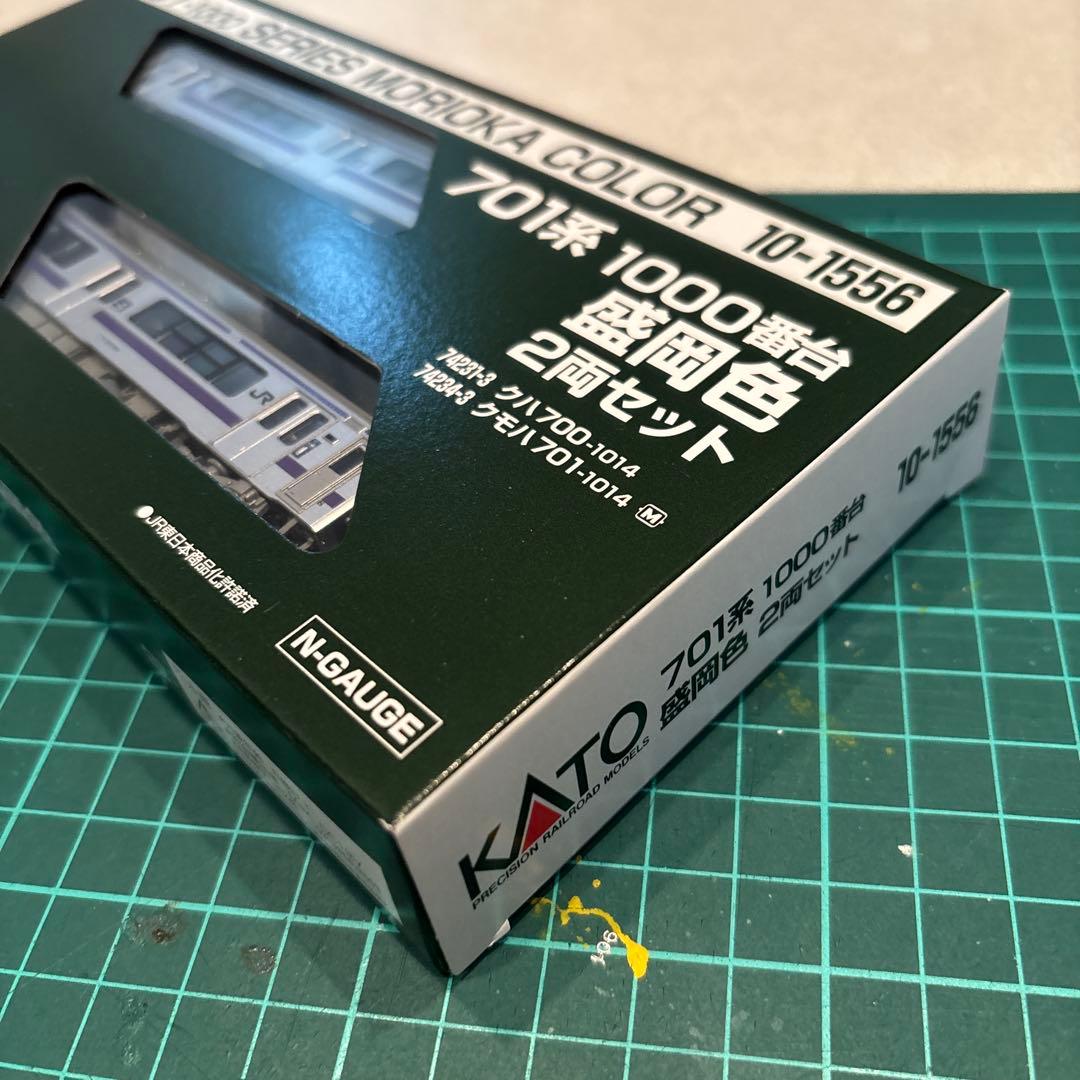 SERIES MORIOKA COLOR 10-1556
701系 1000番台
盛岡色
2両セット
74231-3 クハ700-1014
74234-3 クモハ701-1014 M
JR
●JR東日本商品化許諾済
N-GAUGE
701系 1000番台 10-1556
盛岡色 2両セット
KATO
PRECISION RAILROAD MODELS